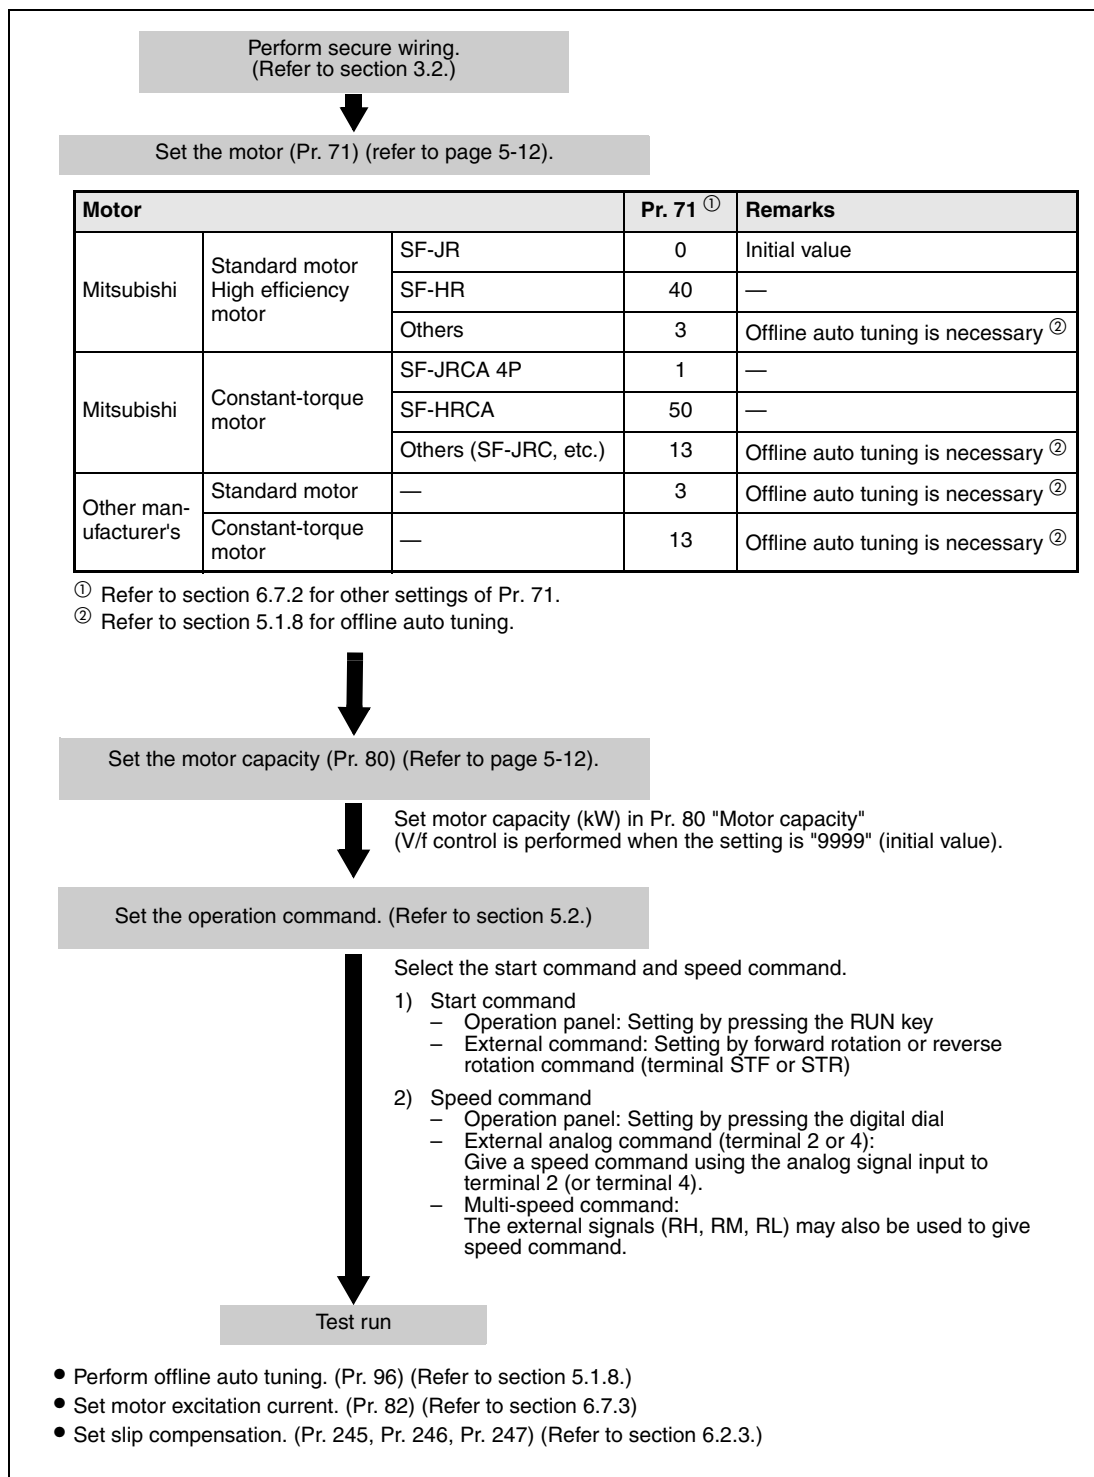 Perform secure wiring.
(Refer to section 3.2.)
Set the motor (Pr. 71) (refer to page 5-12).
Motor Pr. 71 ① Remarks
Mitsubishi
Standard motor
High efficiency
motor
SF-JR 0 Initial value
SF-HR 40 —
Others 3 Offline auto tuning is necessary ②
Mitsubishi
Constant-torque
motor
SF-JRCA 4P 1 —
SF-HRCA 50 —
Others (SF-JRC, etc.) 13 Offline auto tuning is necessary ②
Other man-
ufacturer's
Standard motor — 3 Offline auto tuning is necessary ②
Constant-torque
motor
— 13 Offline auto tuning is necessary ②
① Refer to section 6.7.2 for other settings of Pr. 71.
② Refer to section 5.1.8 for offline auto tuning.
Set the motor capacity (Pr. 80) (Refer to page 5-12).
Set motor capacity (kW) in Pr. 80 "Motor capacity"
(V/f control is performed when the setting is "9999" (initial value).
Set the operation command. (Refer to section 5.2.)
Select the start command and speed command.
1) Start command
– Operation panel: Setting by pressing the RUN key
– External command: Setting by forward rotation or reverse
rotation command (terminal STF or STR)
2) Speed command
– Operation panel: Setting by pressing the digital dial
– External analog command (terminal 2 or 4):
Give a speed command using the analog signal input to
terminal 2 (or terminal 4).
– Multi-speed command:
The external signals (RH, RM, RL) may also be used to give
speed command.
Test run
● Perform offline auto tuning. (Pr. 96) (Refer to section 5.1.8.)
● Set motor excitation current. (Pr. 82) (Refer to section 6.7.3)
● Set slip compensation. (Pr. 245, Pr. 246, Pr. 247) (Refer to section 6.2.3.)